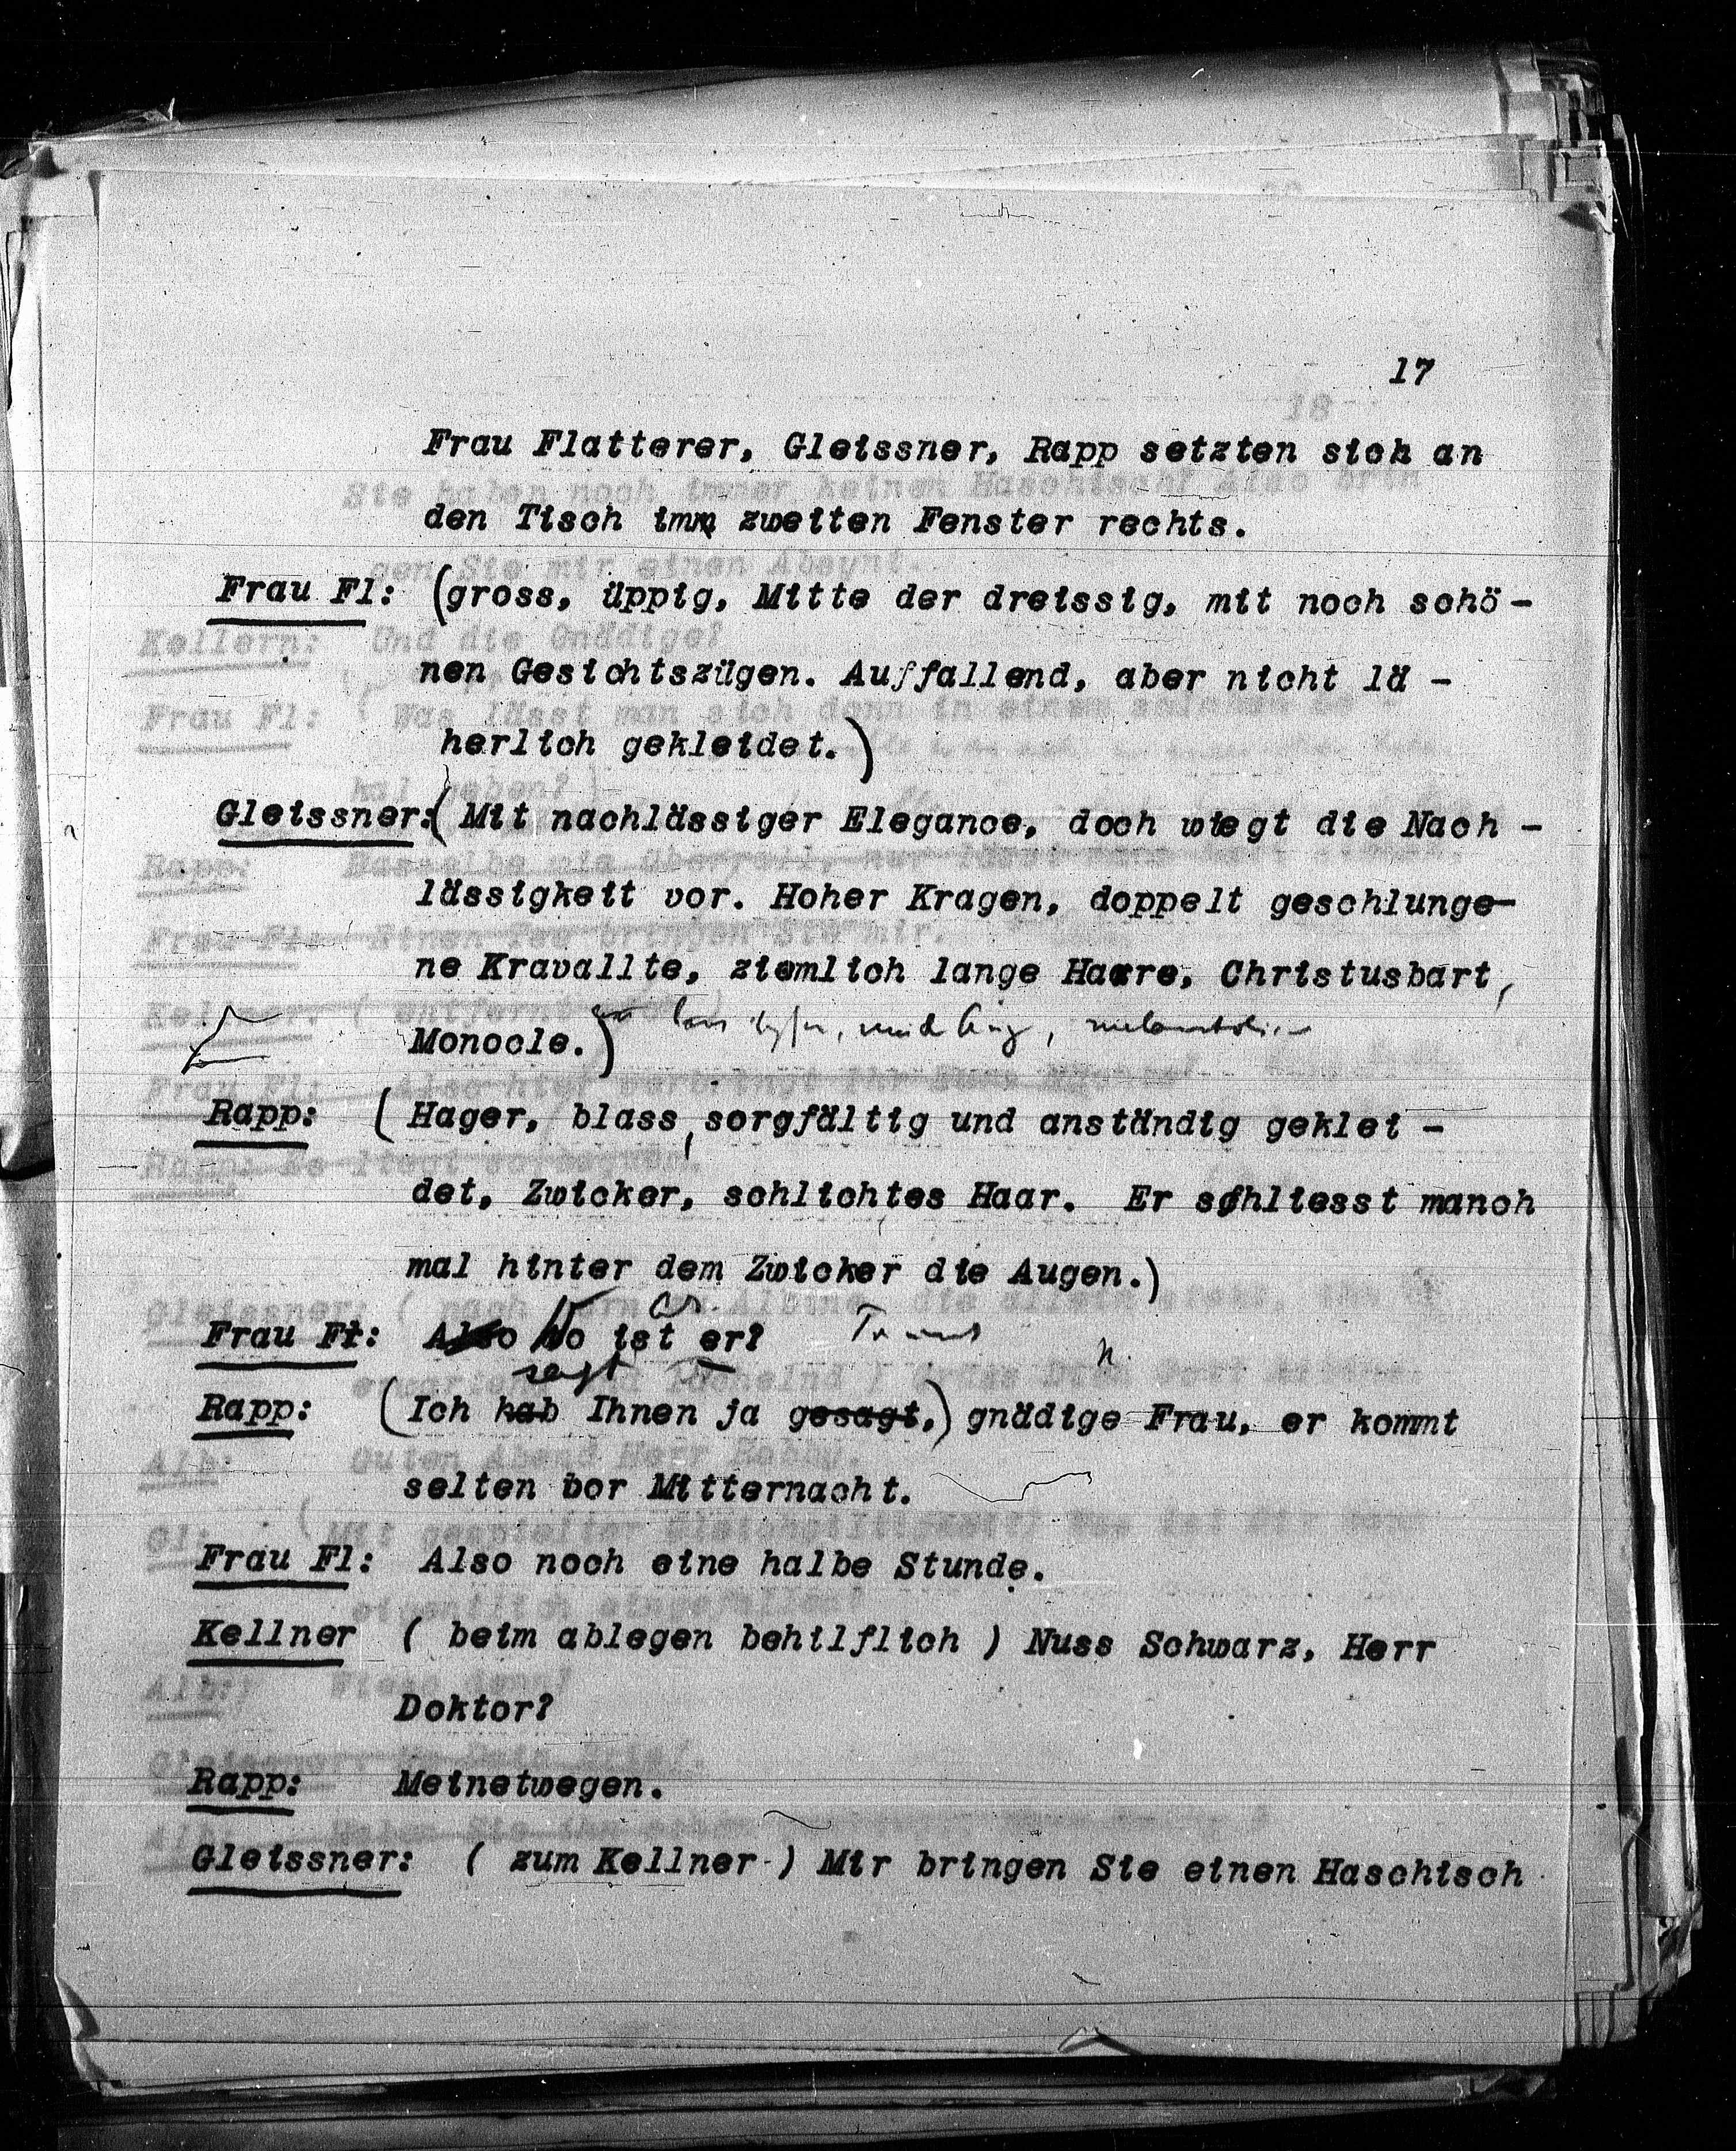 17
Frau Flatterer, Gleissner, Rapp setzten sich an
den Tisch imm zweiten Fenster rechts.
Frau Fl: (gross, üppig, Mitte der dreissig, mit noch schö-
nen Gesichtszügen. Auffallend, aber nicht lä -
herlich gekleidet.)
Gleissner: (Mit nachlässiger Elegance, doch wiegt die Nach -
lässigkeit vor. Hoher Kragen, doppelt geschlunge-
ne Kravallte, ziemlich lange Haare, Christusbart,
Monocle.)
Rapp: (Hager, blass, sorgfältig und anständig geklei -
det, Zwicker, schlichtes Haar. Er schliesst manch
mal hinter dem Zwicker die Augen.)
Frau Fl: Also Wo ist er?
sagt
Rapp: (Ich hab Ihnen ja gesagt,) gnädige Frau, er kommt
selten vor Mitternacht.
Frau Fl: Also noch eine halbe Stunde.
Kellner ( beim ablegen behilflich ) Nuss Schwarz, Herr
Doktor?
Rapp: Meinetwegen.
Gleissner: ( zum Kellner ) Mir bringen Sie einen Haschisch